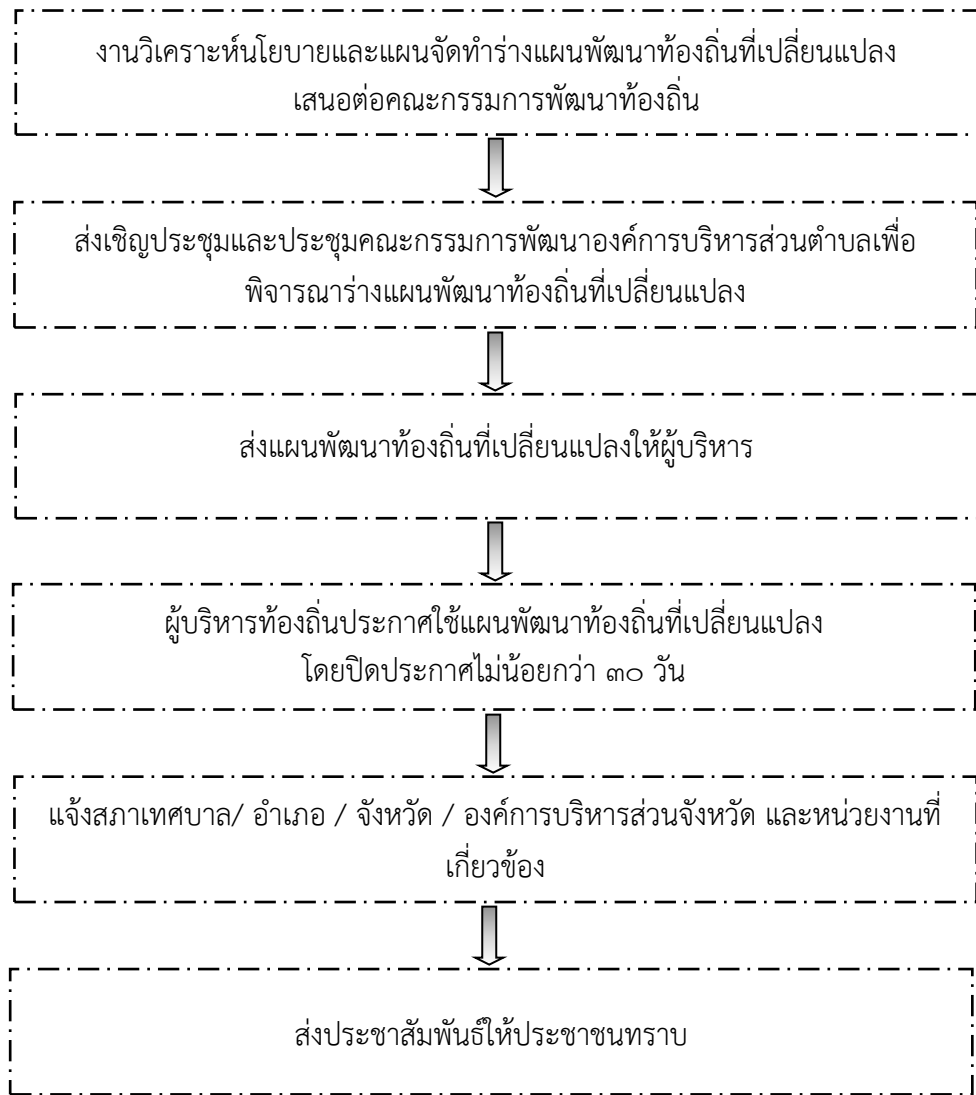 งานวิเคราะห์นโยบายและแผนจัดทำร่างแผนพัฒนาท้องถิ่นที่เปลี่ยนแปลง
เสนอต่อคณะกรรมการพัฒนาท้องถิ่น
ส่งเชิญประชุมและประชุมคณะกรรมการพัฒนาองค์การบริหารส่วนตำบลเพื่อ
พิจารณาร่างแผนพัฒนาท้องถิ่นที่เปลี่ยนแปลง
ส่งแผนพัฒนาท้องถิ่นที่เปลี่ยนแปลงให้ผู้บริหาร
ผู้บริหารท้องถิ่นประกาศใช้แผนพัฒนาท้องถิ่นที่เปลี่ยนแปลง
โดยปิดประกาศไม่น้อยกว่า ๓๐ วัน
แจ้งสภาเทศบาล/ อำเภอ / จังหวัด / องค์การบริหารส่วนจังหวัด และหน่วยงานที่
เกี่ยวข้อง
ส่งประชาสัมพันธ์ให้ประชาชนทราบ